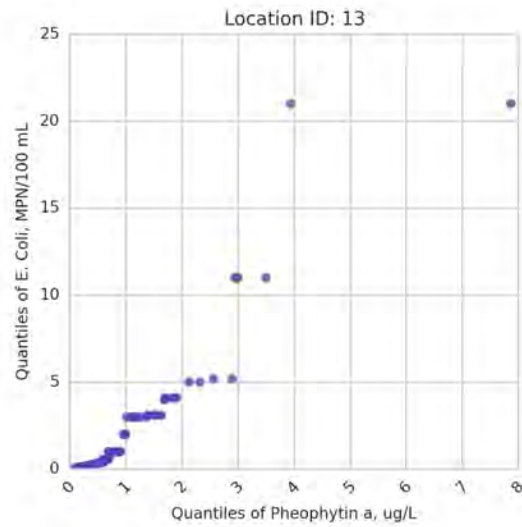 Location ID: 13
25
20
15
10
5
0
Quantiles of E. Coli, MPN/100 mL
0 1 2 3 4 5 6 7 8
Quantiles of Pheophytin a, ug/L